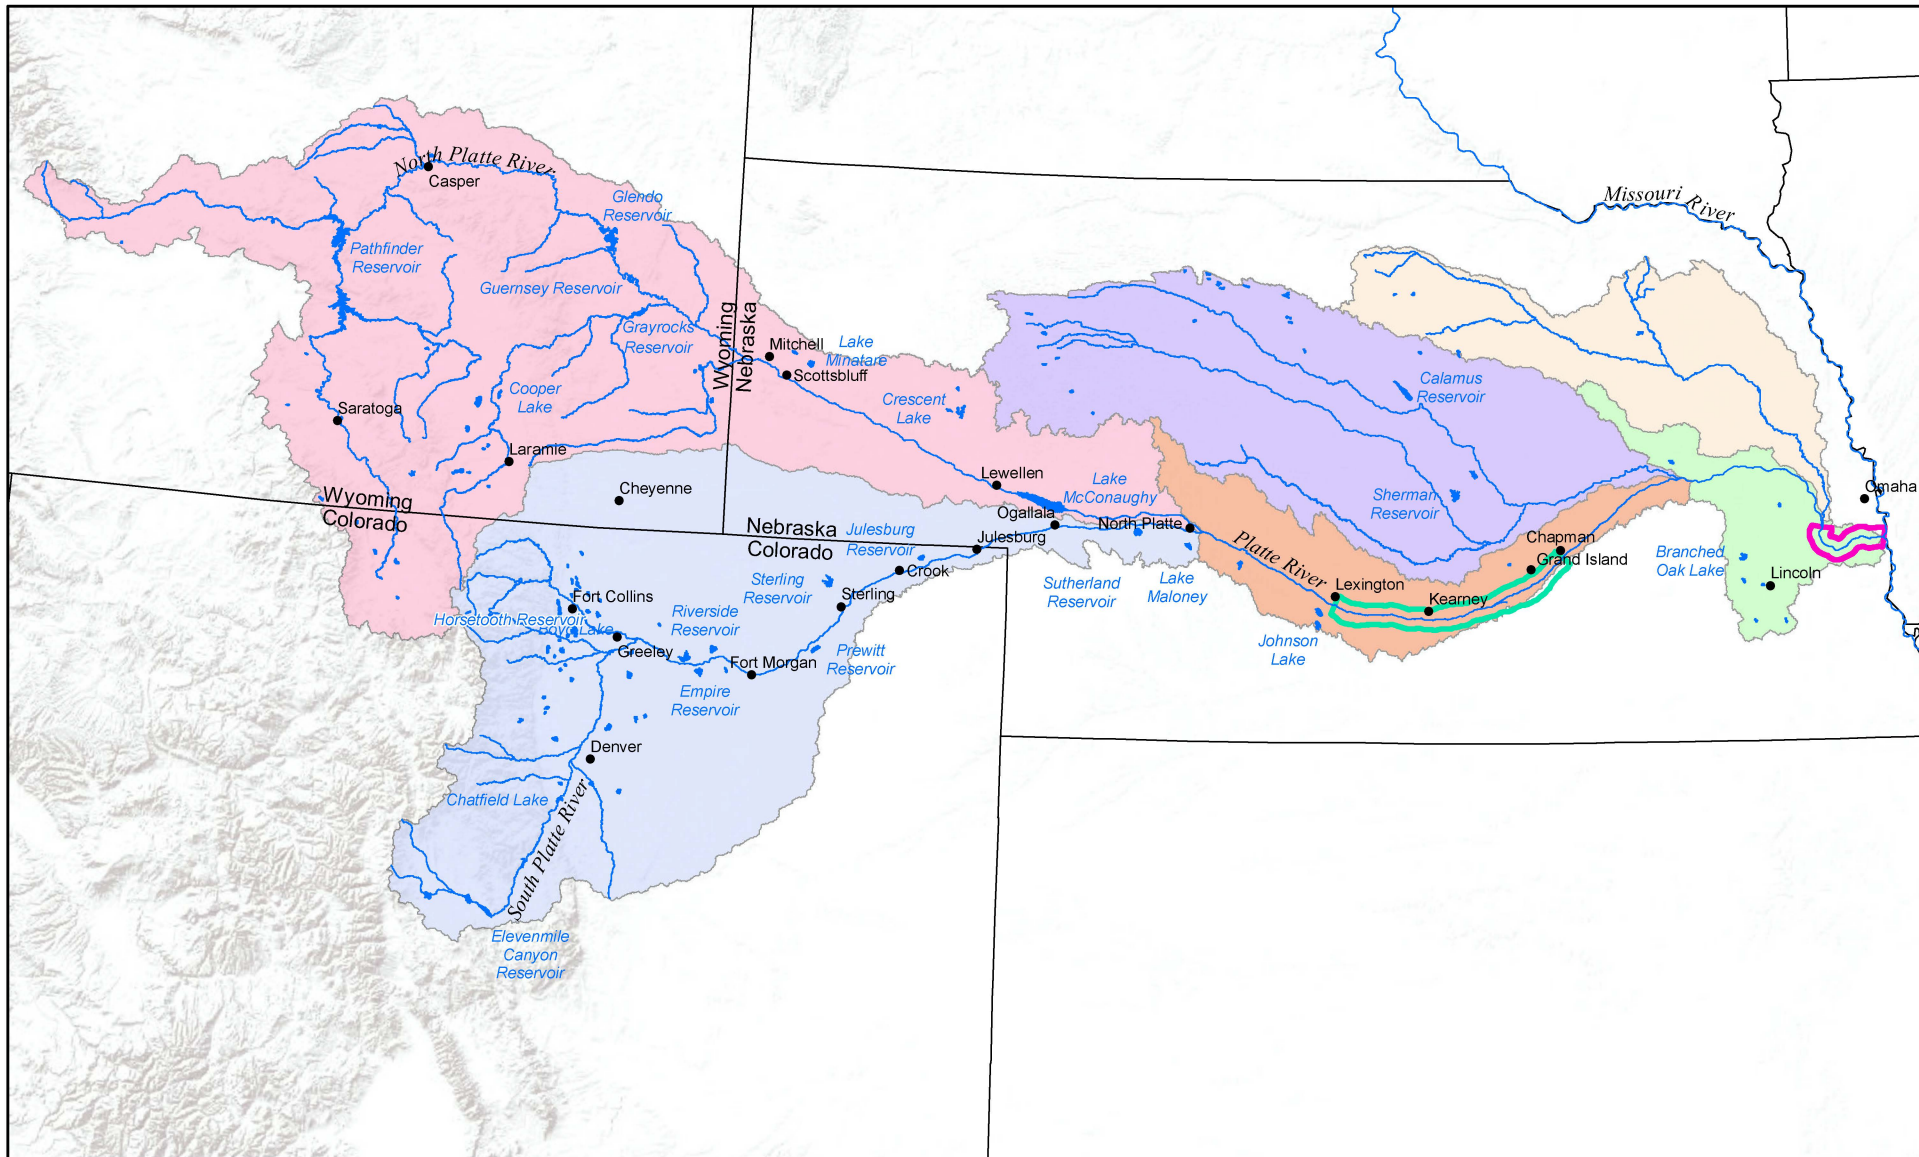 North Platte River
Casper
Glendo
Reservoir
Missouri River
Pathfinder
Reservoir
Guernsey Reservoir
Grayrocks
Reservoir
Wyoming
Nebraska
Mitchell
Lake
Minatare
Scottsbluff
Cooper
Lake
Crescent
Lake
Calamus
Reservoir
Saratoga
Laramie
Lewellen
Lake
McConaughy
Cheyenne
Wyoming
Colorado
Ogallala
North Platte
Sherman
Reservoir
Omaha
Nebraska
Colorado
Julesburg
Reservoir
Julesburg
Platte River
Chapman
Grand Island
Branched
Oak Lake
Lincoln
Crook
Sterling
Reservoir
Sterling
Sutherland
Reservoir
Lake
Maloney
Lexington
Kearney
Fort Collins
Horsetooth Reservoir
Boyd Lake
Riverside
Reservoir
Greeley
Fort Morgan
Prewitt
Reservoir
Johnson
Lake
Empire
Reservoir
Denver
Chatfield Lake
South Platte River
Elevenmile
Canyon
Reservoir